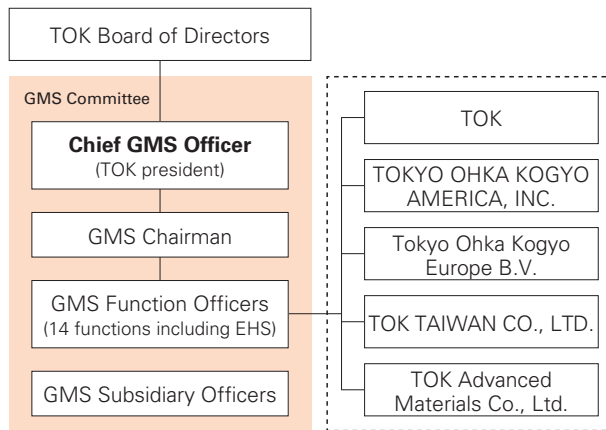 TOK Board of Directors
GMS Committee
Chief GMS Officer
(TOK president)
GMS Chairman
GMS Function Officers
(14 functions including EHS)
GMS Subsidiary Officers
TOK
TOKYO OHKA KOGYO
AMERICA, INC.
Tokyo Ohka Kogyo
Europe B.V.
TOK TAIWAN CO., LTD.
TOK Advanced
Materials Co., Ltd.